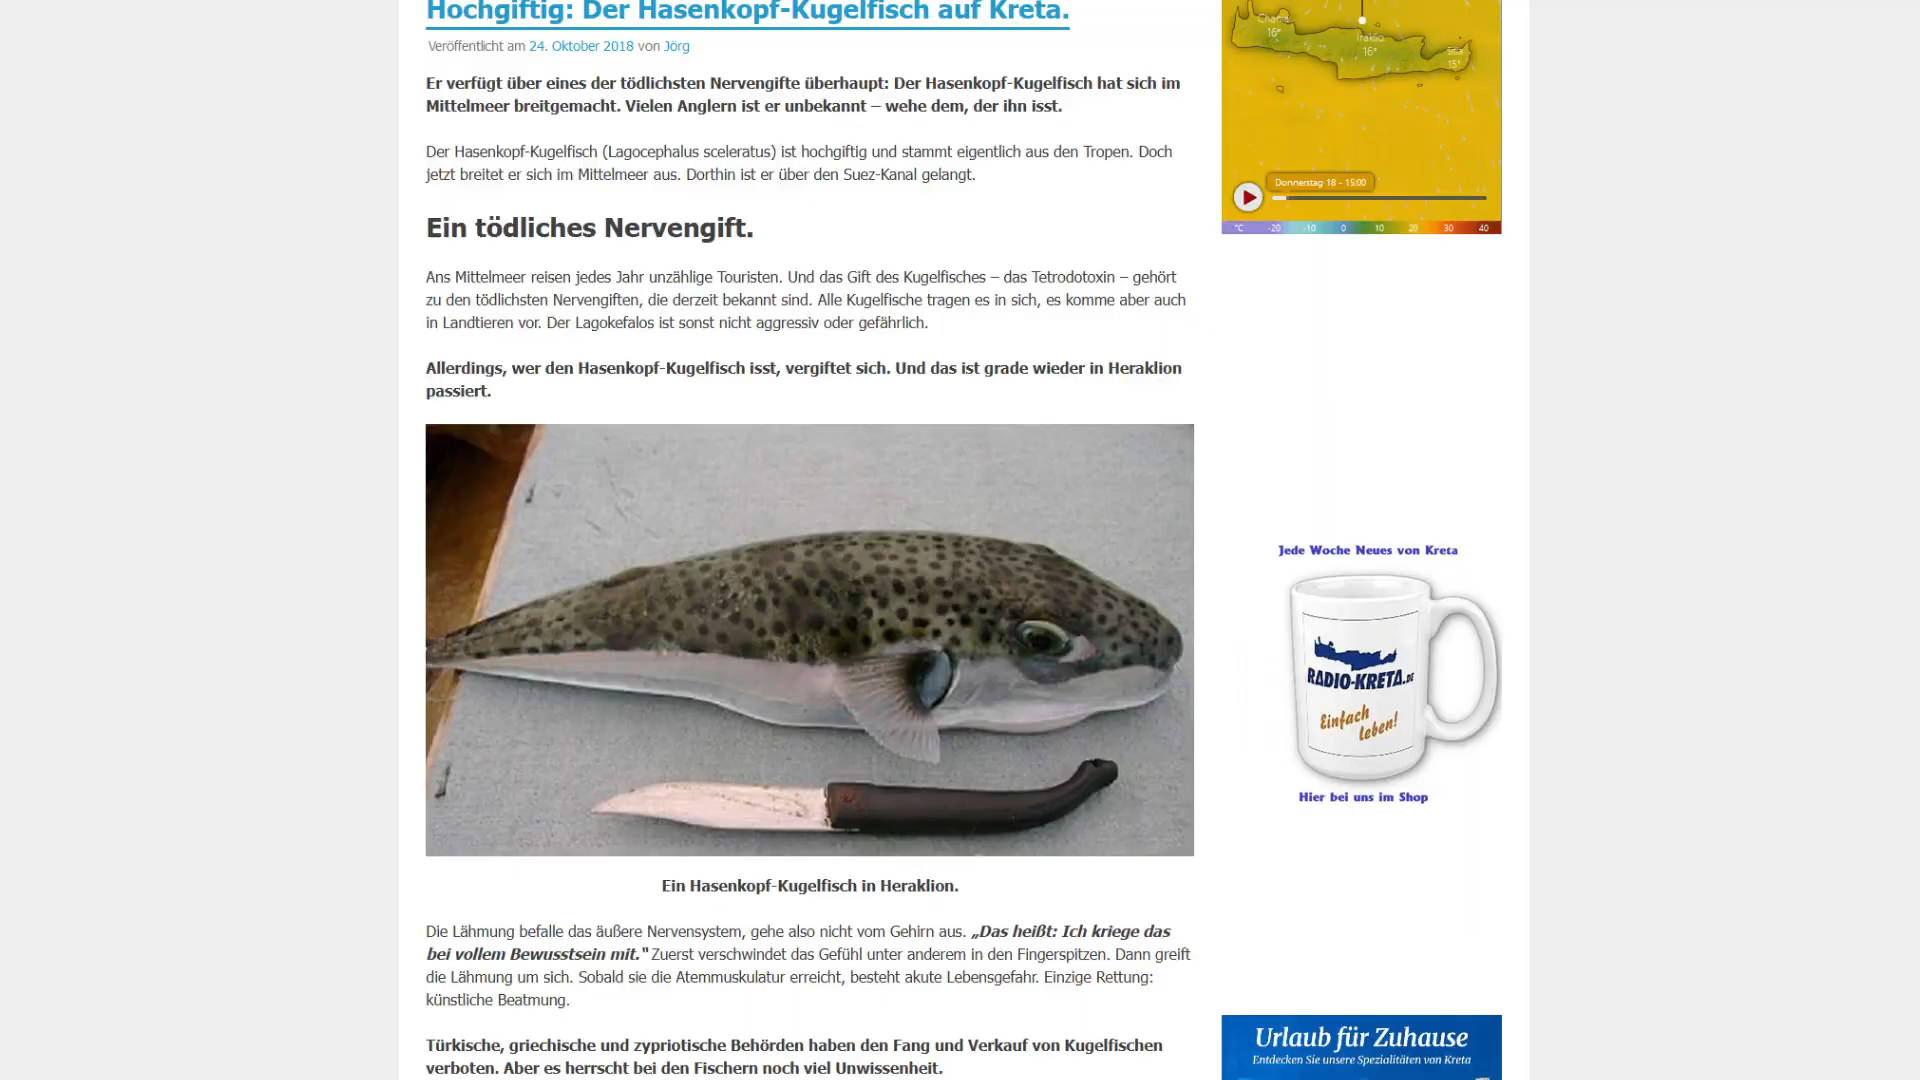 Hochgiftig: Der Hasenkopf-Kugelfisch auf Kreta.
Veröffentlicht am 24. Oktober 2018 von Jörg
Er verfügt über eines der tödlichsten Nervengifte überhaupt: Der Hasenkopf-Kugelfisch hat sich im
Mittelmeer breitgemacht. Vielen Anglern ist er unbekannt – wehe dem, der ihn isst.
Der Hasenkopf-Kugelfisch (Lagocephalus sceleratus) ist hochgiftig und stammt eigentlich aus den Tropen. Doch
jetzt breitet er sich im Mittelmeer aus. Dorthin ist er über den Suez-Kanal gelangt.
Ein tödliches Nervengift.
Ans Mittelmeer reisen jedes Jahr unzählige Touristen. Und das Gift des Kugelfisches – das Tetrodotoxin – gehört
zu den tödlichsten Nervengiften, die derzeit bekannt sind. Alle Kugelfische tragen es in sich, es komme aber auch
in Landtieren vor. Der Lagokefalos ist sonst nicht aggressiv oder gefährlich.
Allerdings, wer den Hasenkopf-Kugelfisch isst, vergiftet sich. Und das ist grade wieder in Heraklion
passiert.
Ein Hasenkopf-Kugelfisch in Heraklion.
Die Lähmung befalle das äußere Nervensystem, gehe also nicht vom Gehirn aus. „Das heißt: Ich kriege das
bei vollem Bewusstsein mit." Zuerst verschwindet das Gefühl unter anderem in den Fingerspitzen. Dann greift
die Lähmung um sich. Sobald sie die Atemmuskulatur erreicht, besteht akute Lebensgefahr. Einzige Rettung:
künstliche Beatmung.
Türkische, griechische und zypriotische Behörden haben den Fang und Verkauf von Kugelfischen
verboten. Aber es herrscht bei den Fischern noch viel Unwissenheit.
16°
16°
15°
Donnerstag 18 - 15:00
°C -20 -10 0 10 20 30 40
Jede Woche Neues von Kreta
RADIO-KRETA.DE
Einfach
leben!
Hier bei uns im Shop
Urlaub für Zuhause
Entdecken Sie unsere Spezialitäten von Kreta